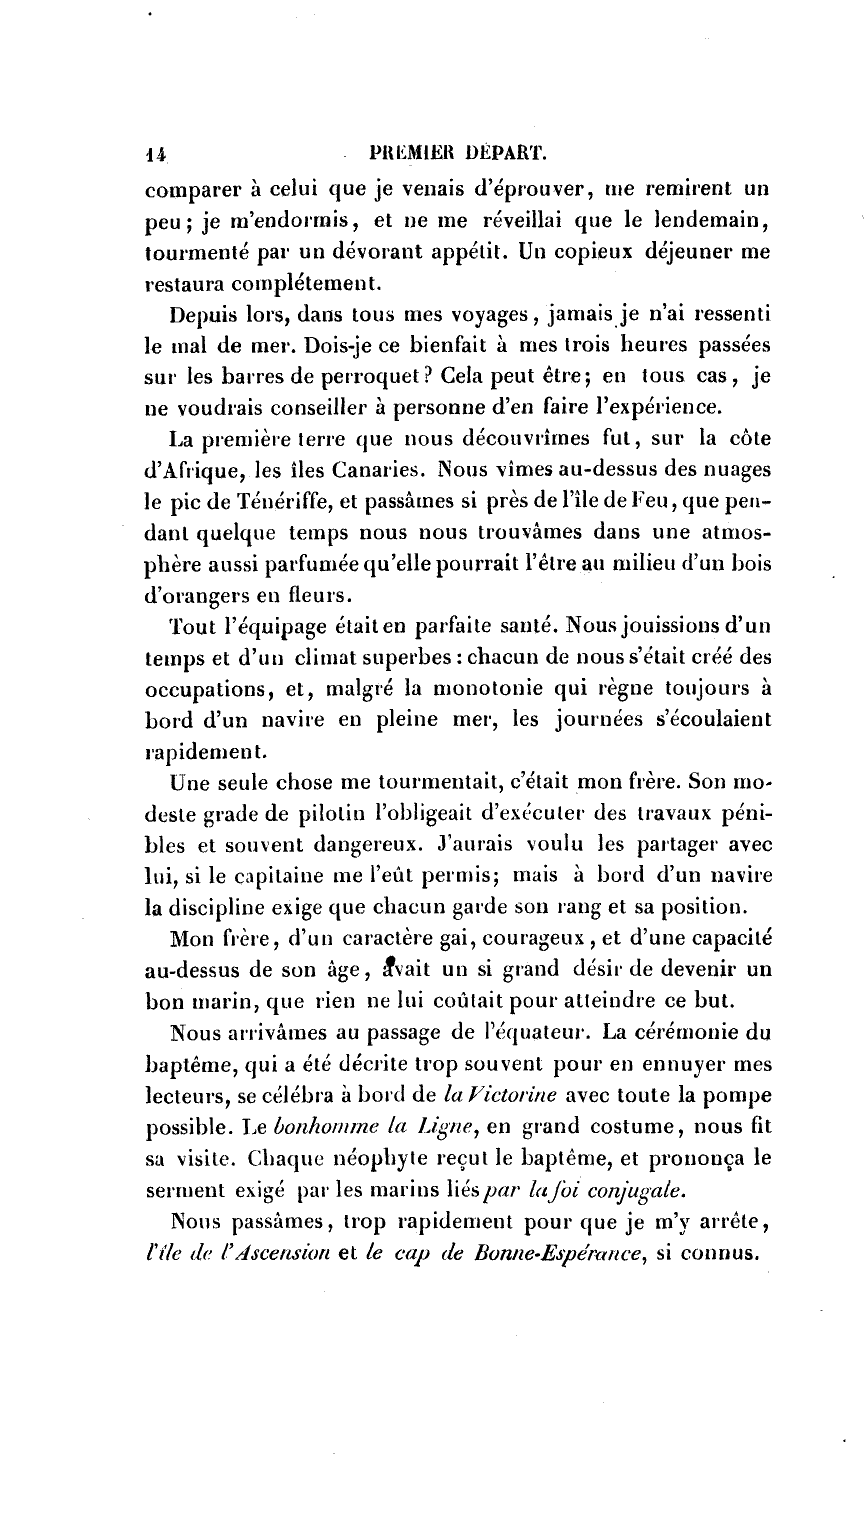 14 PREMIER DÉPART.
comparer à celui que je venais d'éprouver, me remirent un
peu ; je m'endormis, et ne me réveillai que le lendemain,
tourmenté par un dévorant appétit. Un copieux déjeuner me
restaura complétement.
Depuis lors, dans tous mes voyages, jamais je n'ai ressenti
le mal de mer. Dois-je ce bienfait à mes trois heures passées
sur les barres de perroquet ? Cela peut être ; en tous cas, je
ne voudrais conseiller à personne d'en faire l'expérience.
La première terre que nous découvrîmes fut, sur la côte
d'Afrique, les îles Canaries. Nous vîmes au-dessus des nuages
le pic de Ténériffe, et passâmes si près de l'île de Feu, que pen-
dant quelque temps nous nous trouvâmes dans une atmos-
phère aussi parfumée qu'elle pourrait l'être au milieu d'un bois
d'orangers en fleurs.
Tout l'équipage était en parfaite santé. Nous jouissions d'un
temps et d'un climat superbes : chacun de nous s'était créé des
occupations, et, malgré la monotonie qui règne toujours à
bord d'un navire en pleine mer, les journées s'écoulaient
rapidement.
Une seule chose me tourmentait, c'était mon frère. Son mo-
deste grade de pilotin l'obligeait d'exécuter des travaux péni-
bles et souvent dangereux. J'aurais voulu les partager avec
lui, si le capitaine me l'eût permis; mais à bord d'un navire
la discipline exige que chacun garde son rang et sa position.
Mon frère, d'un caractère gai, courageux, et d'une capacité
au-dessus de son âge, avait un si grand désir de devenir un
bon marin, que rien ne lui coûtait pour atteindre ce but.
Nous arrivâmes au passage de l'équateur. La cérémonie du
baptême, qui a été décrite trop souvent pour en ennuyer mes
lecteurs, se célébra à bord de la Victorine avec toute la pompe
possible. Le bonhomme la Ligne, en grand costume, nous fit
sa visite. Chaque néophyte reçut le baptême, et prononça le
serment exigé par les marins liés par la foi conjugale.
Nous passâmes, trop rapidement pour que je m'y arrête,
l'île de l'Ascension et le cap de Bonne-Espérance, si connus.